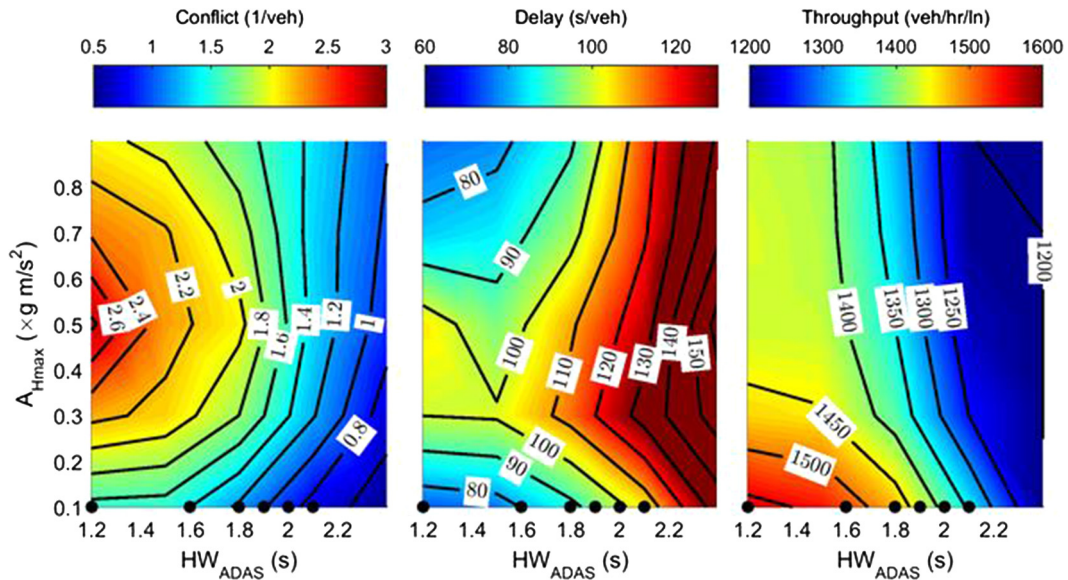 Conflict (1/veh)
Delay (s/veh)
Throughput (veh/hr/ln)
0.5 1 1.5 2 2.5 3
60 80 100 120
1200 1300 1400 1500 1600
A_Hmax (×g m/s²)
0.8
0.7
0.6
0.5
0.4
0.3
0.2
0.1
2.6
2.4
2.2
2
1.8
1.6
1.4
1.2
1
0.8
80
90
100
110
120
130
140
150
100
90
80
1400
1350
1300
1250
1200
1450
1500
1.2 1.4 1.6 1.8 2 2.2
1.2 1.4 1.6 1.8 2 2.2
1.2 1.4 1.6 1.8 2 2.2
HW_ADAS (s)
HW_ADAS (s)
HW_ADAS (s)